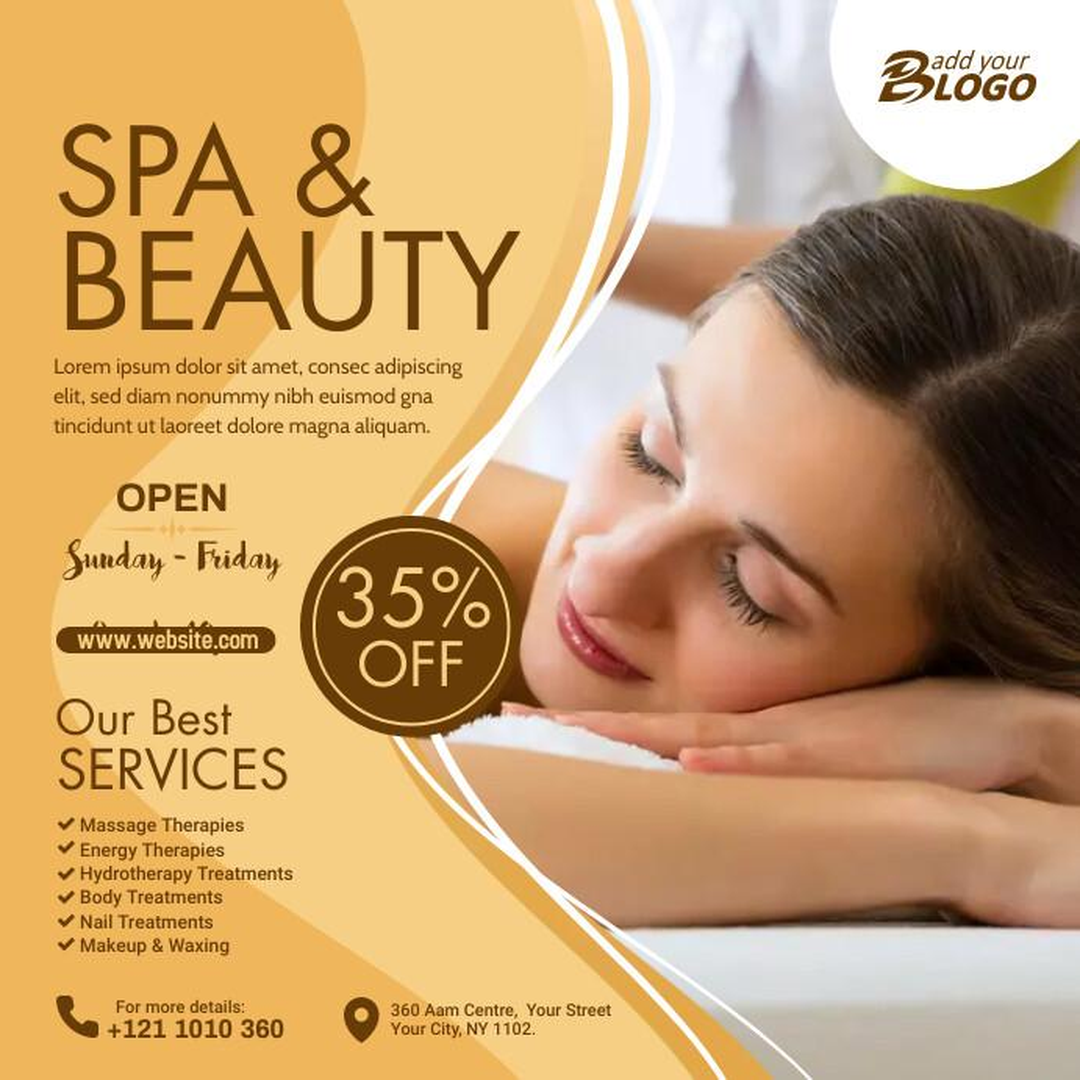 add your
LOGO
SPA &
BEAUTY
Lorem ipsum dolor sit amet, consec adipiscing
elit, sed diam nonummy nibh euismod gna
tincidunt ut laoreet dolore magna aliquam.
OPEN
Sunday - Friday
www.website.com
35%
OFF
Our Best
SERVICES
Massage Therapies
Energy Therapies
Hydrotherapy Treatments
Body Treatments
Nail Treatments
Makeup & Waxing
For more details:
+121 1010 360
360 Aam Centre, Your Street
Your City, NY 1102.